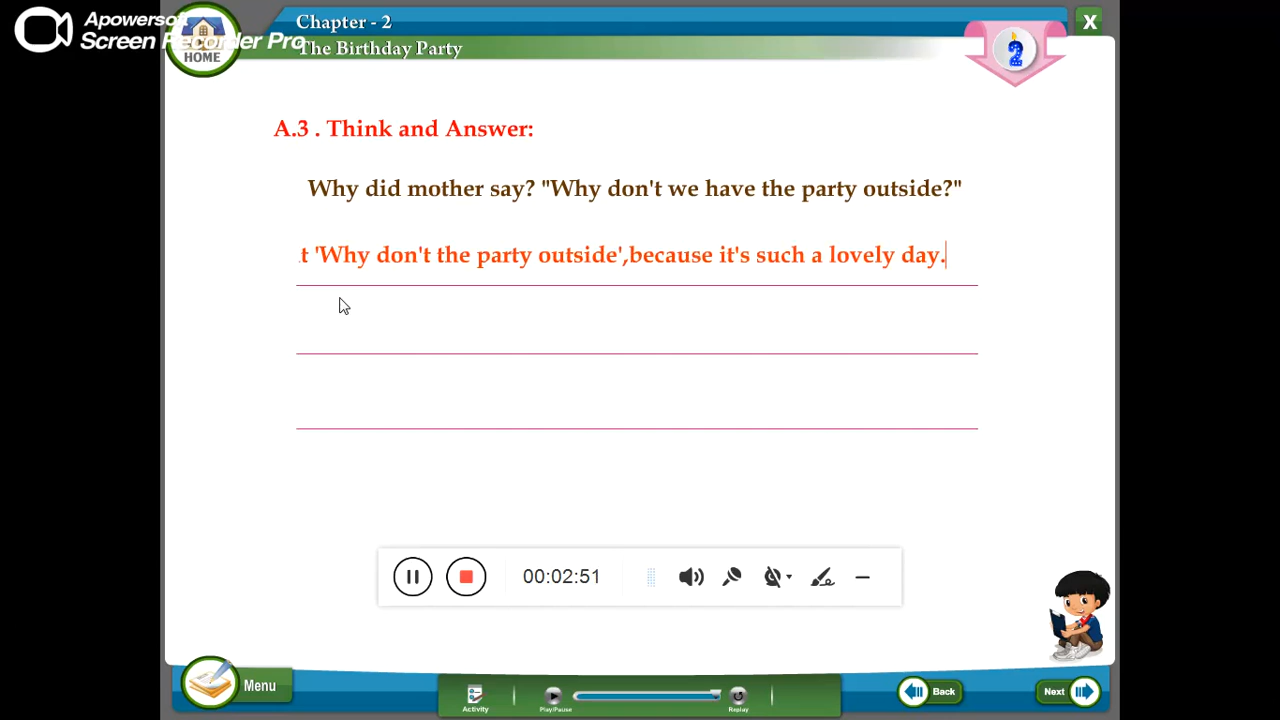 Apowersoft
Screen Recorder Pro
HOME
Chapter - 2
The Birthday Party
2
X
A.3 . Think and Answer:
Why did mother say? "Why don't we have the party outside?"
t 'Why don't the party outside',because it's such a lovely day.
00:02:51
Menu
Activity
Play/Pause
Replay
Back
Next